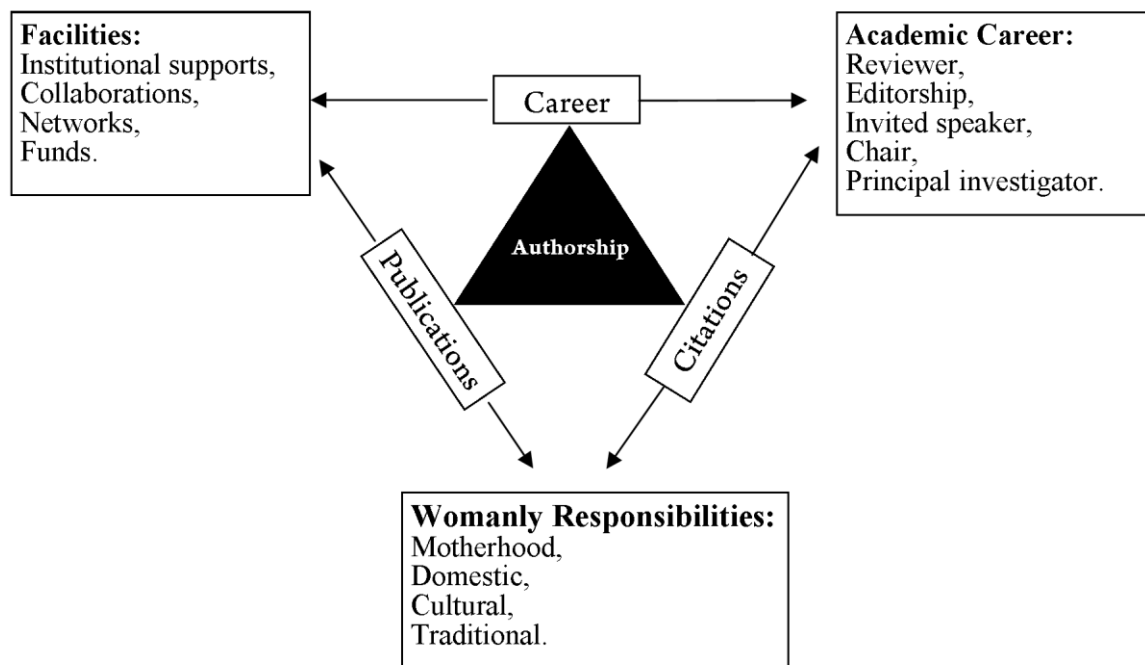 Facilities:
Institutional supports,
Collaborations,
Networks,
Funds.
Career
Academic Career:
Reviewer,
Editorship,
Invited speaker,
Chair,
Principal investigator.
Authorship
Publications
Citations
Womanly Responsibilities:
Motherhood,
Domestic,
Cultural,
Traditional.